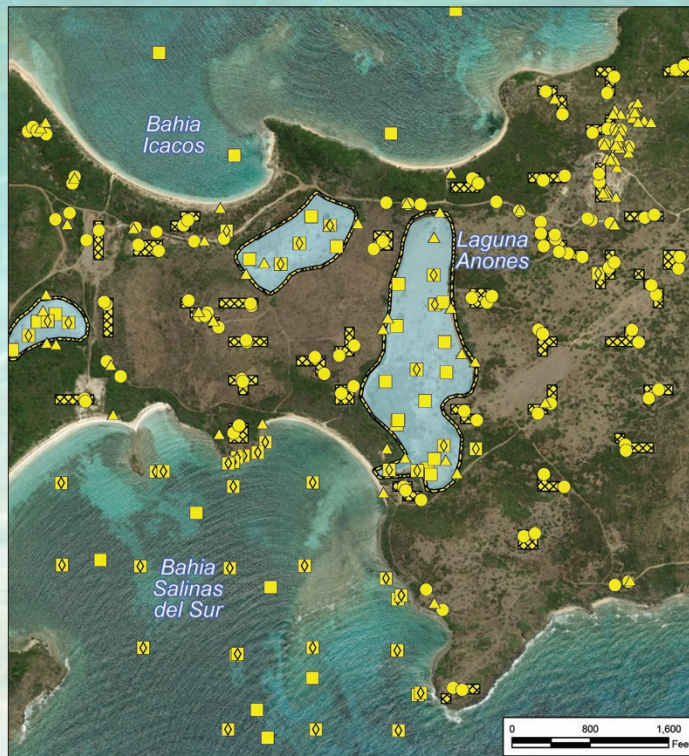 Bahia
Icacos
Laguna
Anones
Bahia
Salinas
del Sur
0 800 1,600
Fee